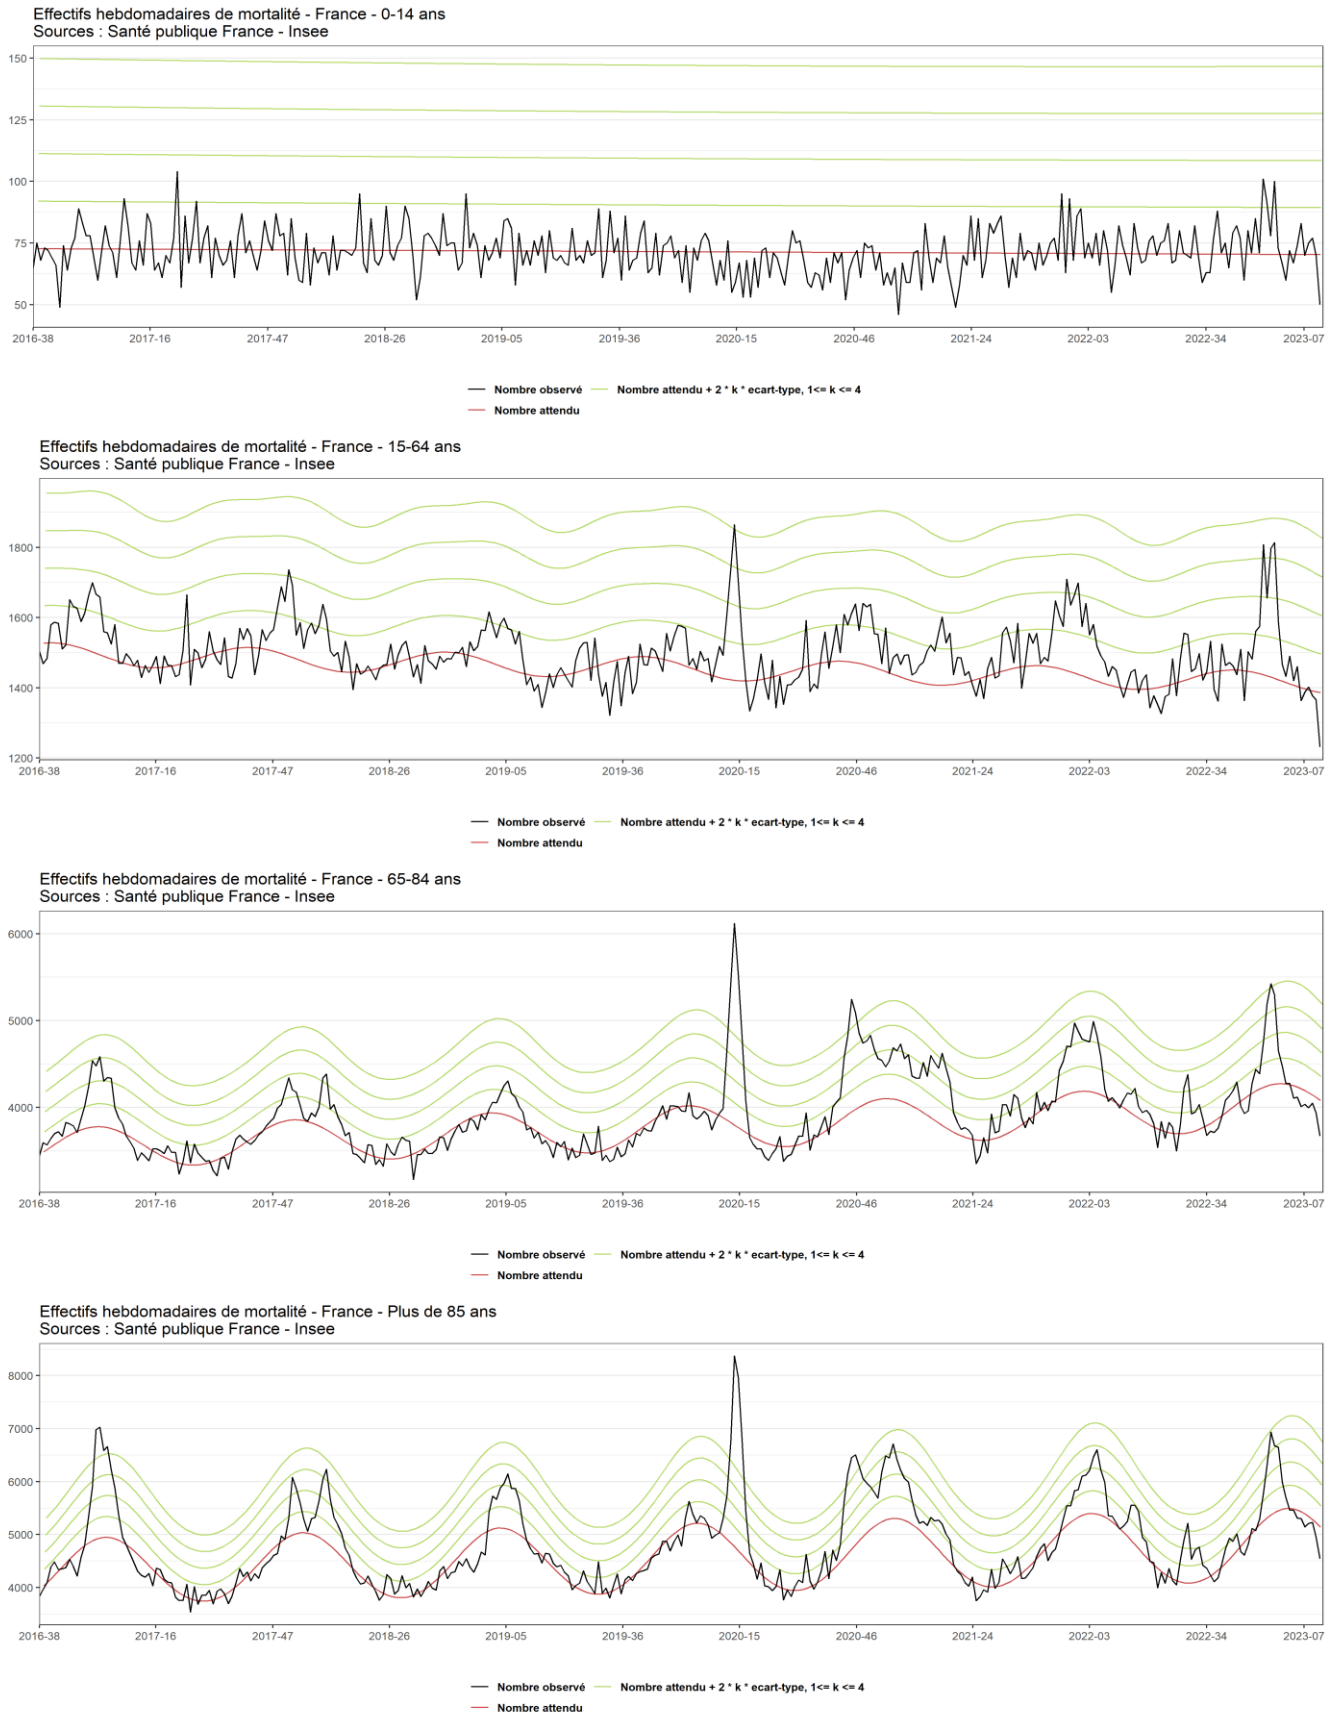 Effectifs hebdomadaires de mortalité - France - 0-14 ans
Sources : Santé publique France - Insee
150
125
100
75
50
2016-38 2017-16 2017-47 2018-26 2019-05 2019-36 2020-15 2020-46 2021-24 2022-03 2022-34 2023-07
Nombre observé Nombre attendu + 2 * k * ecart-type, 1<= k <= 4
Nombre attendu
Effectifs hebdomadaires de mortalité - France - 15-64 ans
Sources : Santé publique France - Insee
1800
1600
1400
1200
2016-38 2017-16 2017-47 2018-26 2019-05 2019-36 2020-15 2020-46 2021-24 2022-03 2022-34 2023-07
Nombre observé Nombre attendu + 2 * k * ecart-type, 1<= k <= 4
Nombre attendu
Effectifs hebdomadaires de mortalité - France - 65-84 ans
Sources : Santé publique France - Insee
6000
5000
4000
2016-38 2017-16 2017-47 2018-26 2019-05 2019-36 2020-15 2020-46 2021-24 2022-03 2022-34 2023-07
Nombre observé Nombre attendu + 2 * k * ecart-type, 1<= k <= 4
Nombre attendu
Effectifs hebdomadaires de mortalité - France - Plus de 85 ans
Sources : Santé publique France - Insee
8000
7000
6000
5000
4000
2016-38 2017-16 2017-47 2018-26 2019-05 2019-36 2020-15 2020-46 2021-24 2022-03 2022-34 2023-07
Nombre observé Nombre attendu + 2 * k * ecart-type, 1<= k <= 4
Nombre attendu